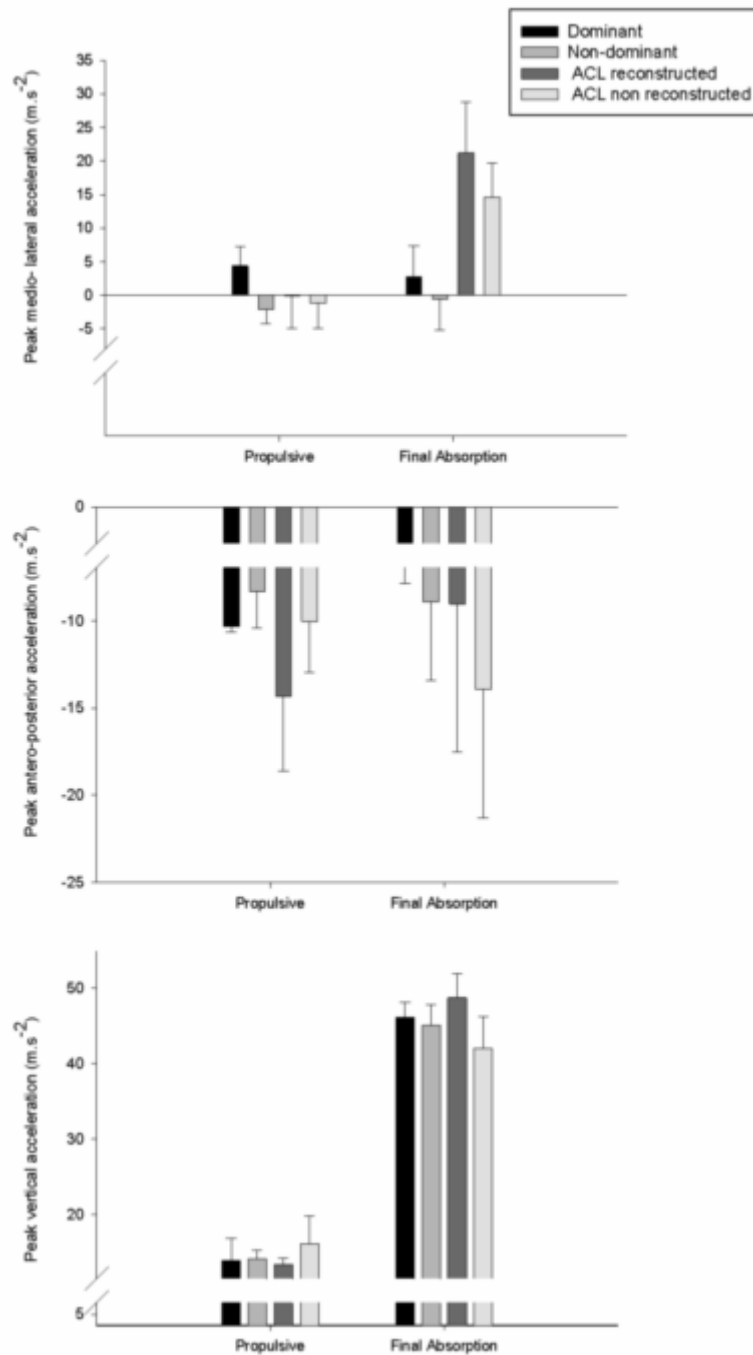 Dominant
Non-dominant
ACL reconstructed
ACL non reconstructed
Peak medio- lateral acceleration (m.s-2)
35
30
25
20
15
10
5
0
-5
Propulsive Final Absorption
Peak antero-posterior acceleration (m.s-2)
0
-10
-15
-20
-25
Propulsive Final Absorption
Peak vertical acceleration (m.s-2)
50
40
30
20
5
Propulsive Final Absorption